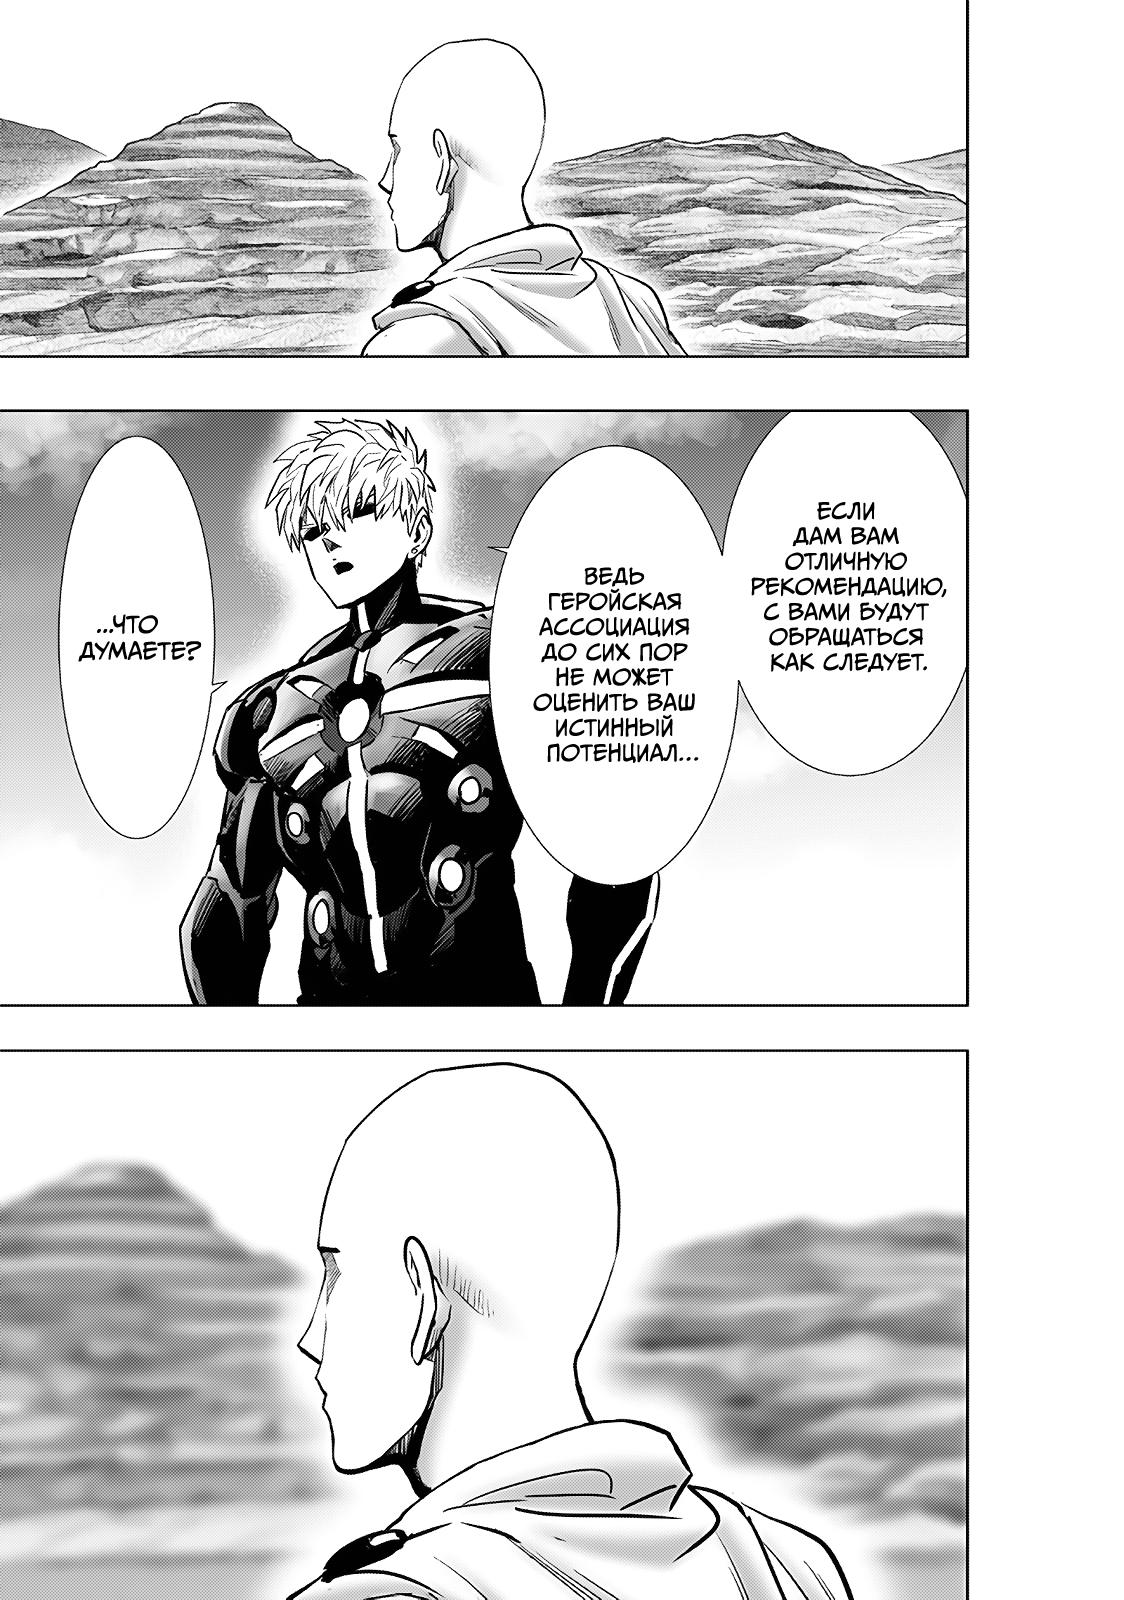 ЕСЛИ
ДАМ ВАМ
ОТЛИЧНУЮ
РЕКОМЕНДАЦИЮ,
С ВАМИ БУДУТ
ОБРАЩАТЬСЯ
КАК СЛЕДУЕТ.
ВЕДЬ
ГЕРОЙСКАЯ
АССОЦИАЦИЯ
ДО СИХ ПОР
НЕ МОЖЕТ
ОЦЕНИТЬ ВАШ
ИСТИННЫЙ
ПОТЕНЦИАЛ...
...ЧТО
ДУМАЕТЕ?